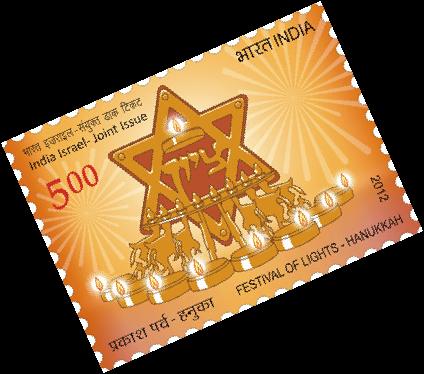 भारत INDIA
भारत इज़राइल-संयुक्त डाक टिकट
India Israel- Joint Issue
500
2012
FESTIVAL OF LIGHTS - HANUKKAH
प्रकाश पर्व - हनुका